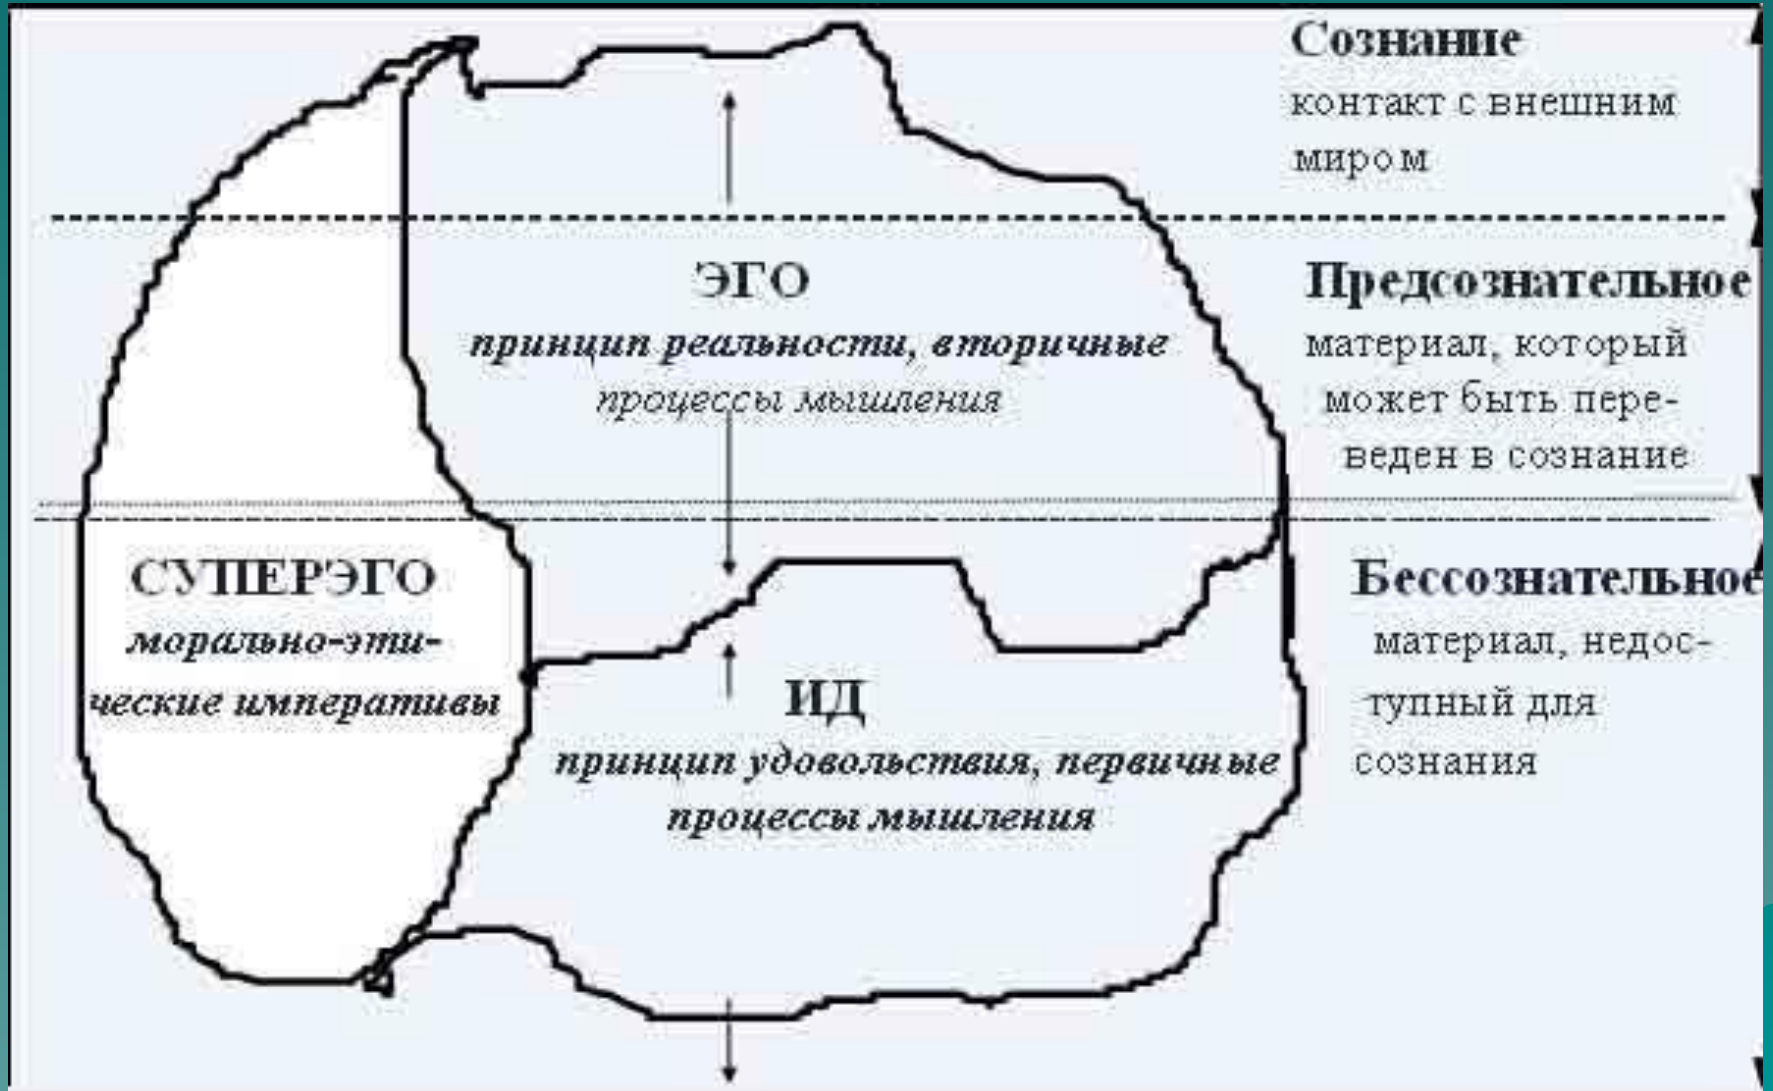 Сознание
контакт с внешним
миром
ЭГО
принцип реальности, вторичные
процессы мышления
Предсознательное
материал, который
может быть пере-
веден в сознание
СУПЕРЭГО
морально-эти-
ческие императивы
ИД
принцип удовольствия, первичные
процессы мышления
Бессознательное
материал, недос-
тупный для
сознания